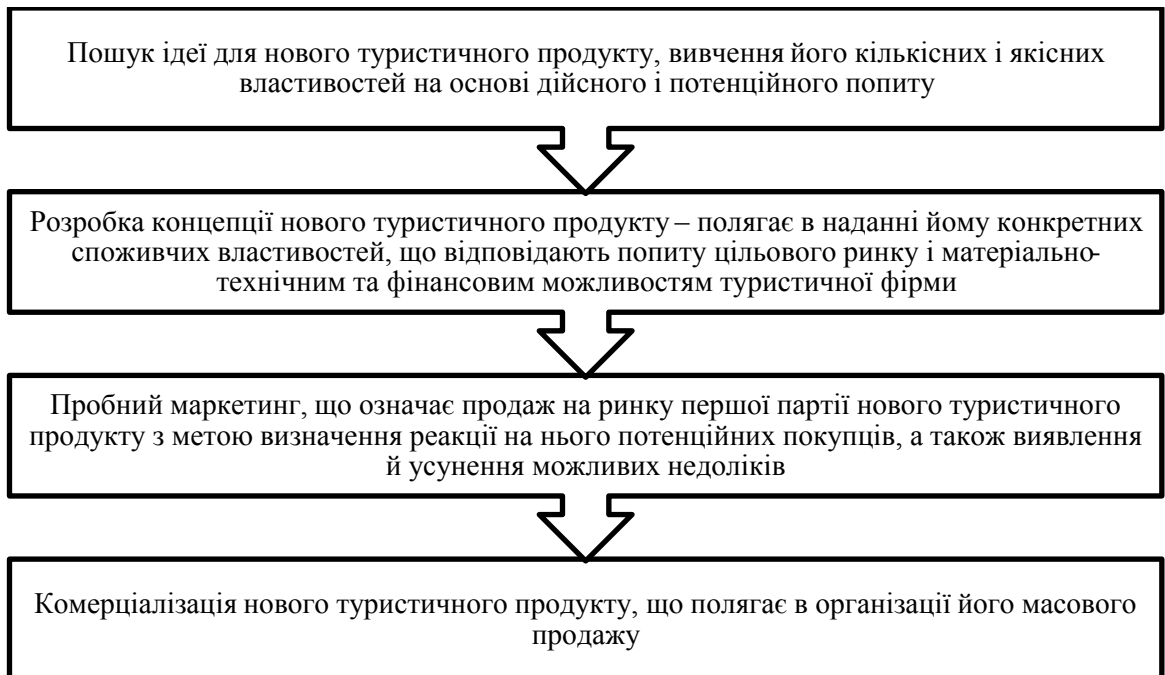 Пошук ідеї для нового туристичного продукту, вивчення його кількісних і якісних
властивостей на основі дійсного і потенційного попиту
Розробка концепції нового туристичного продукту – полягає в наданні йому конкретних
споживчих властивостей, що відповідають попиту цільового ринку і матеріально-
технічним та фінансовим можливостям туристичної фірми
Пробний маркетинг, що означає продаж на ринку першої партії нового туристичного
продукту з метою визначення реакції на нього потенційних покупців, а також виявлення
й усунення можливих недоліків
Комерціалізація нового туристичного продукту, що полягає в організації його масового
продажу